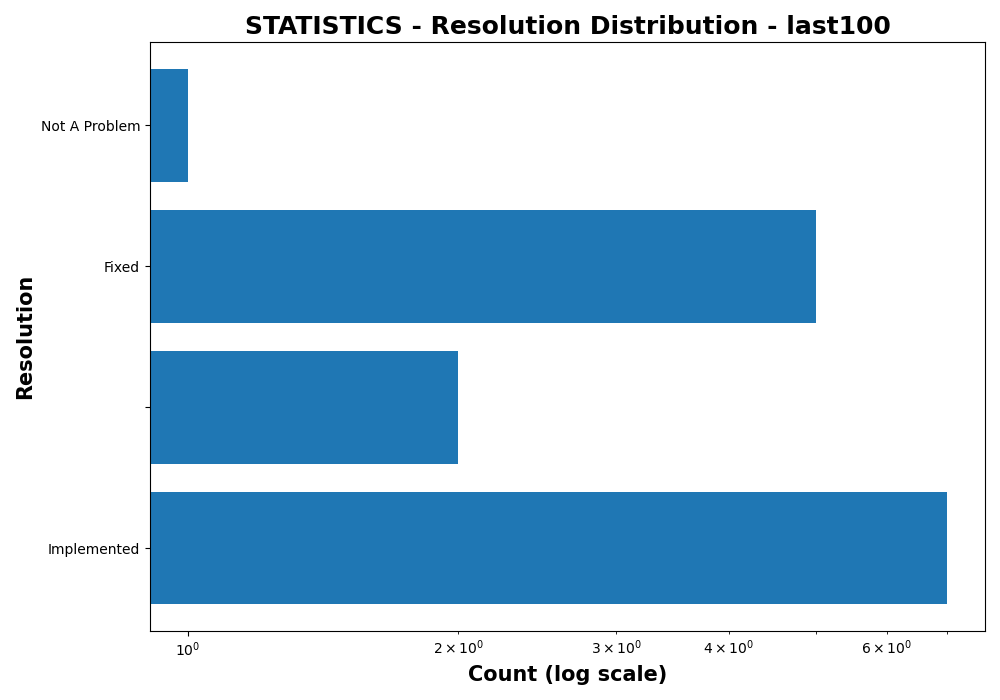 STATISTICS - Resolution Distribution - last100
Not A Problem
Fixed
Implemented
Resolution
10⁰
2 × 10⁰
3 × 10⁰
4 × 10⁰
6 × 10⁰
Count (log scale)